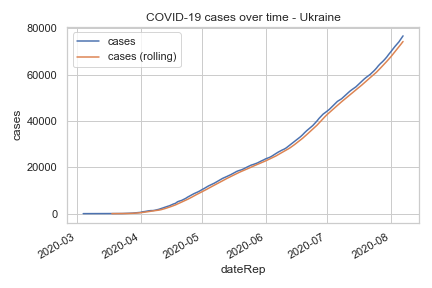 COVID-19 cases over time - Ukraine
80000
60000
40000
20000
0
cases
cases
cases (rolling)
2020-03
2020-04
2020-05
2020-06
2020-07
2020-08
dateRep